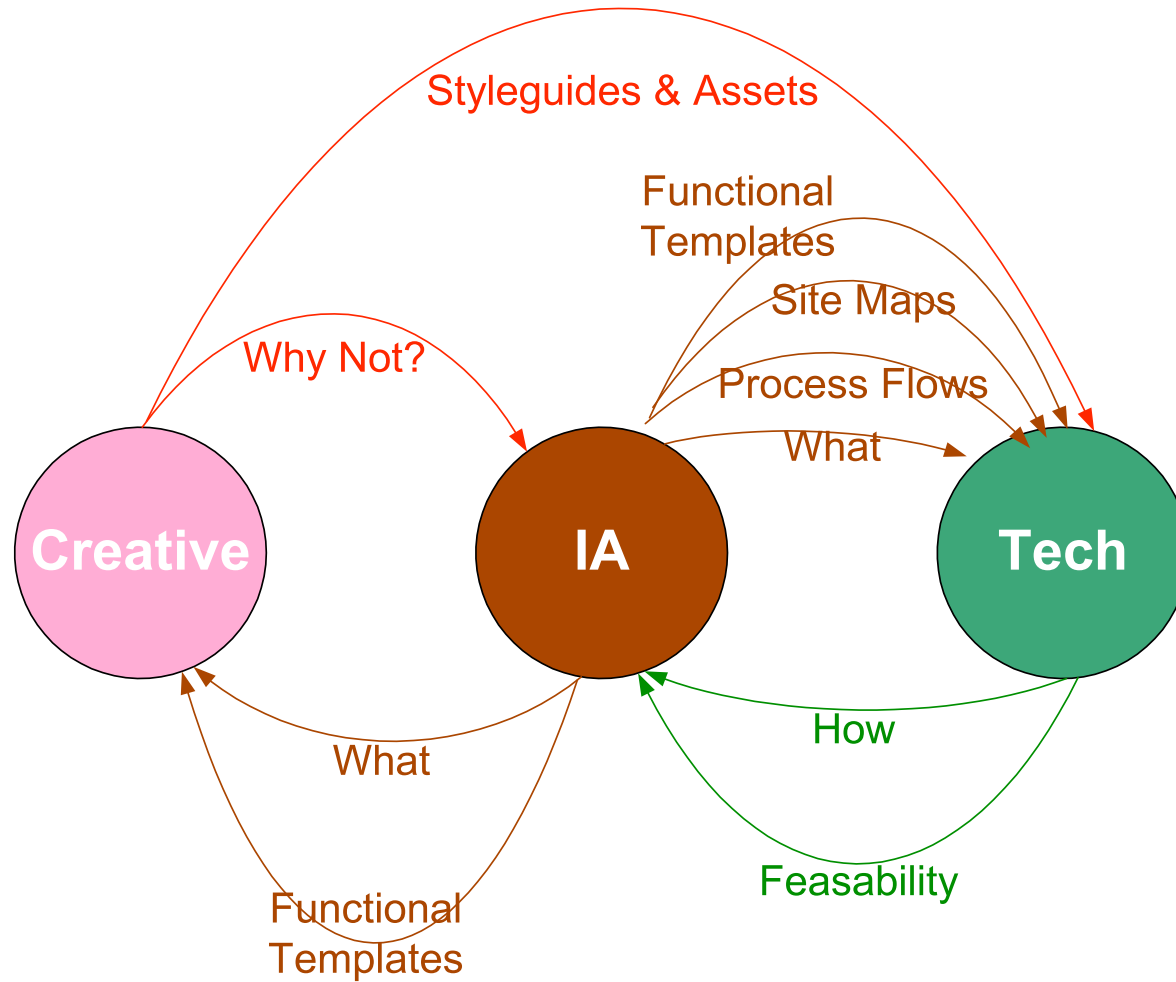 Styleguides & Assets
Functional
Templates
Site Maps
Why Not?
Process Flows
What
Creative
IA
Tech
How
What
Feasability
Functional
Templates